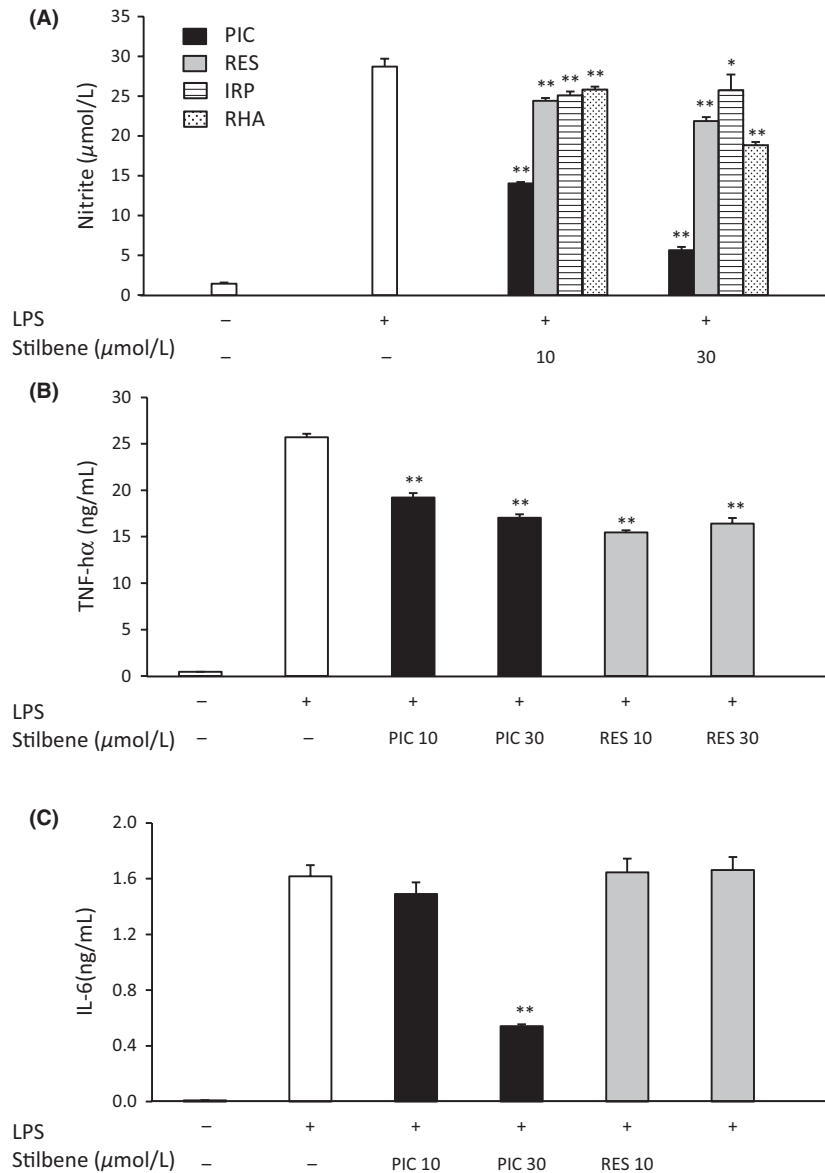 (A)
35
30
25
20
15
10
5
0
Nitrite (µmol/L)
PIC
RES
IRP
RHA
** ** ** **
** ** * **
LPS – + + +
Stilbene (µmol/L) – – 10 30
(B)
30
25
20
15
10
5
0
TNF-hα (ng/mL)
** ** ** **
LPS – + + + + +
Stilbene (µmol/L) – – PIC 10 PIC 30 RES 10 RES 30
(C)
2.0
1.6
1.2
0.8
0.4
0.0
IL-6(ng/mL)
**
LPS – + + + + +
Stilbene (µmol/L) – – PIC 10 PIC 30 RES 10